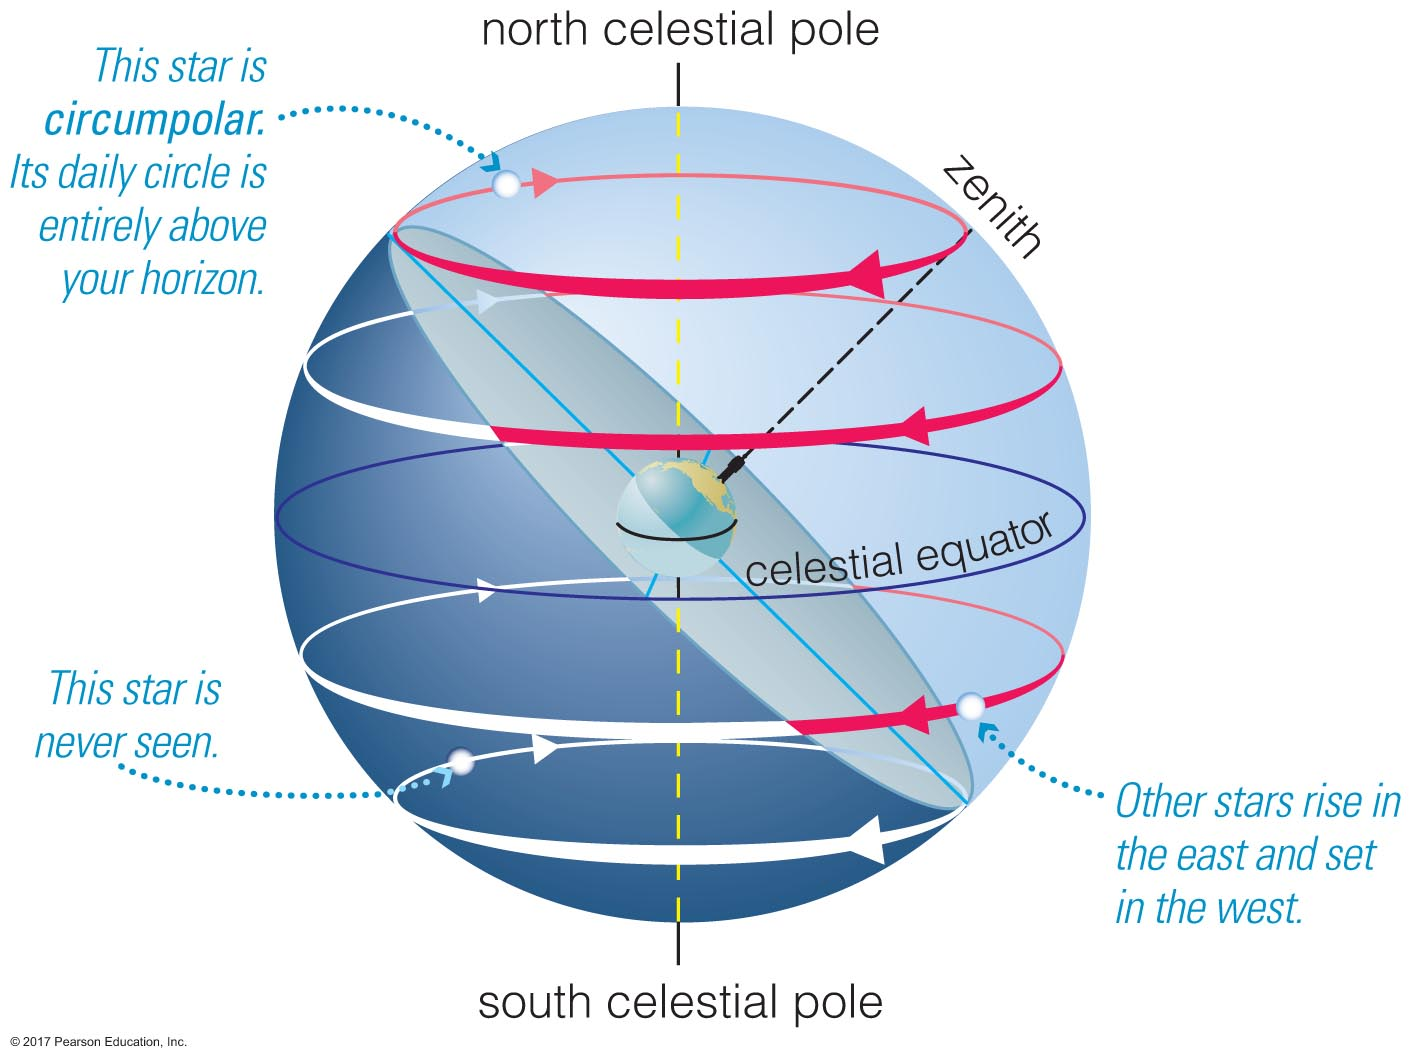 north celestial pole
This star is
circumpolar.
Its daily circle is
entirely above
your horizon.
zenith
celestial equator
This star is
never seen.
Other stars rise in
the east and set
in the west.
south celestial pole
© 2017 Pearson Education, Inc.